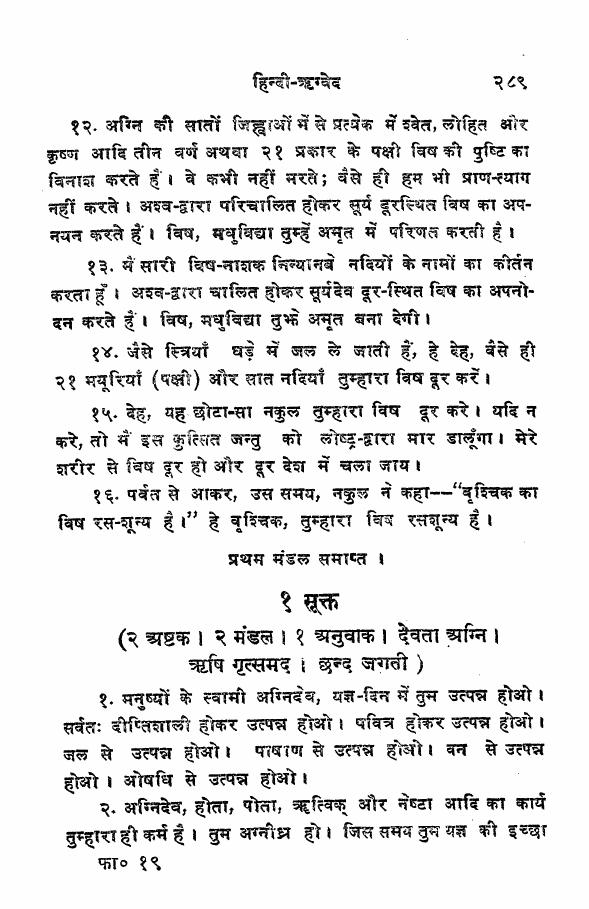 हिन्दी-ऋग्वेद २८९
१२. अग्नि की सातों जिह्वाओं में से प्रत्येक में श्वेत, लोहित और
कृष्ण आदि तीन वर्ण अथवा २१ प्रकार के पक्षी विष की पुष्टि का
विनाश करते हैं। वे कभी नहीं मरते; वैसे ही हम भी प्राण-त्याग
नहीं करते। अश्व-द्वारा परिचालित होकर सूर्य दूरस्थित विष का अप-
नयन करते हैं। विष, मधुविद्या तुम्हें अमृत में परिणत करती है।
१३. मैं सारी विष-नाशक निन्यानबे नदियों के नामों का कीर्तन
करता हूँ। अश्व-द्वारा चालित होकर सूर्यदेव दूर-स्थित विष का अपनो-
दन करते हैं। विष, मधुविद्या तुझे अमृत बना देगी।
१४. जैसे स्त्रियाँ घड़े में जल ले जाती हैं, हे देह, वैसे ही
२१ मयूरियाँ (पक्षी) और सात नदियाँ तुम्हारा विष दूर करें।
१५. देह, यह छोटा-सा नकुल तुम्हारा विष दूर करे। यदि न
करे, तो मैं इस कुत्सित जन्तु को लोष्ट्र-द्वारा मार डालूँगा। मेरे
शरीर से विष दूर हो और दूर देश में चला जाय।
१६. पर्वत से आकर, उस समय, नकुल ने कहा--“वृश्चिक का
विष रस-शून्य है।” हे वृश्चिक, तुम्हारा विष रसशून्य है।
प्रथम मंडल समाप्त।
१ सूक्त
(२ अष्टक। २ मंडल। १ अनुवाक। देवता अग्नि।
ऋषि गृत्समद। छन्द जगती)
१. मनुष्यों के स्वामी अग्निदेव, यज्ञ-दिन में तुम उत्पन्न होओ।
सर्वतः दीप्तिशाली होकर उत्पन्न होओ। पवित्र होकर उत्पन्न होओ।
जल से उत्पन्न होओ। पाषाण से उत्पन्न होओ। वन से उत्पन्न
होओ। ओषधि से उत्पन्न होओ।
२. अग्निदेव, होता, पोता, ऋत्विक् और नेष्टा आदि का कार्य
तुम्हारा ही कर्म है। तुम अग्नीध्र हो। जिस समय तुम यज्ञ की इच्छा
फा० १९